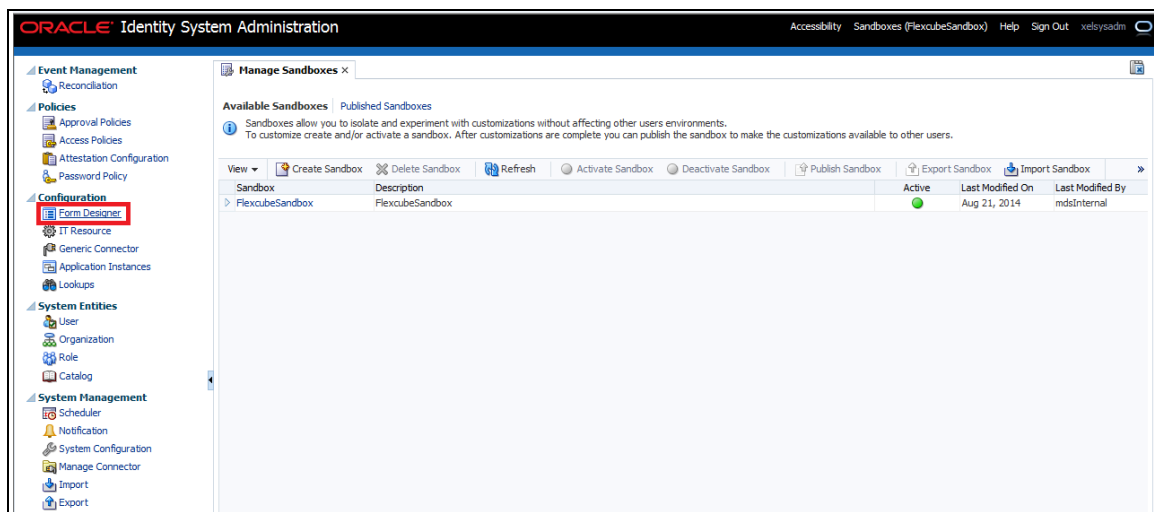 ORACLE Identity System Administration
Accessibility Sandboxes (FlexcubeSandbox) Help Sign Out xelsysadm
Event Management
Reconciliation
Policies
Approval Policies
Access Policies
Attestation Configuration
Password Policy
Configuration
Form Designer
IT Resource
Generic Connector
Application Instances
Lookups
System Entities
User
Organization
Role
Catalog
System Management
Scheduler
Notification
System Configuration
Manage Connector
Import
Export
Manage Sandboxes ×
Available Sandboxes Published Sandboxes
Sandboxes allow you to isolate and experiment with customizations without affecting other users environments.
To customize create and/or activate a sandbox. After customizations are complete you can publish the sandbox to make the customizations available to other users.
View Create Sandbox Delete Sandbox Refresh Activate Sandbox Deactivate Sandbox Publish Sandbox Export Sandbox Import Sandbox »
Sandbox Description Active Last Modified On Last Modified By
FlexcubeSandbox FlexcubeSandbox Aug 21, 2014 mdsInternal